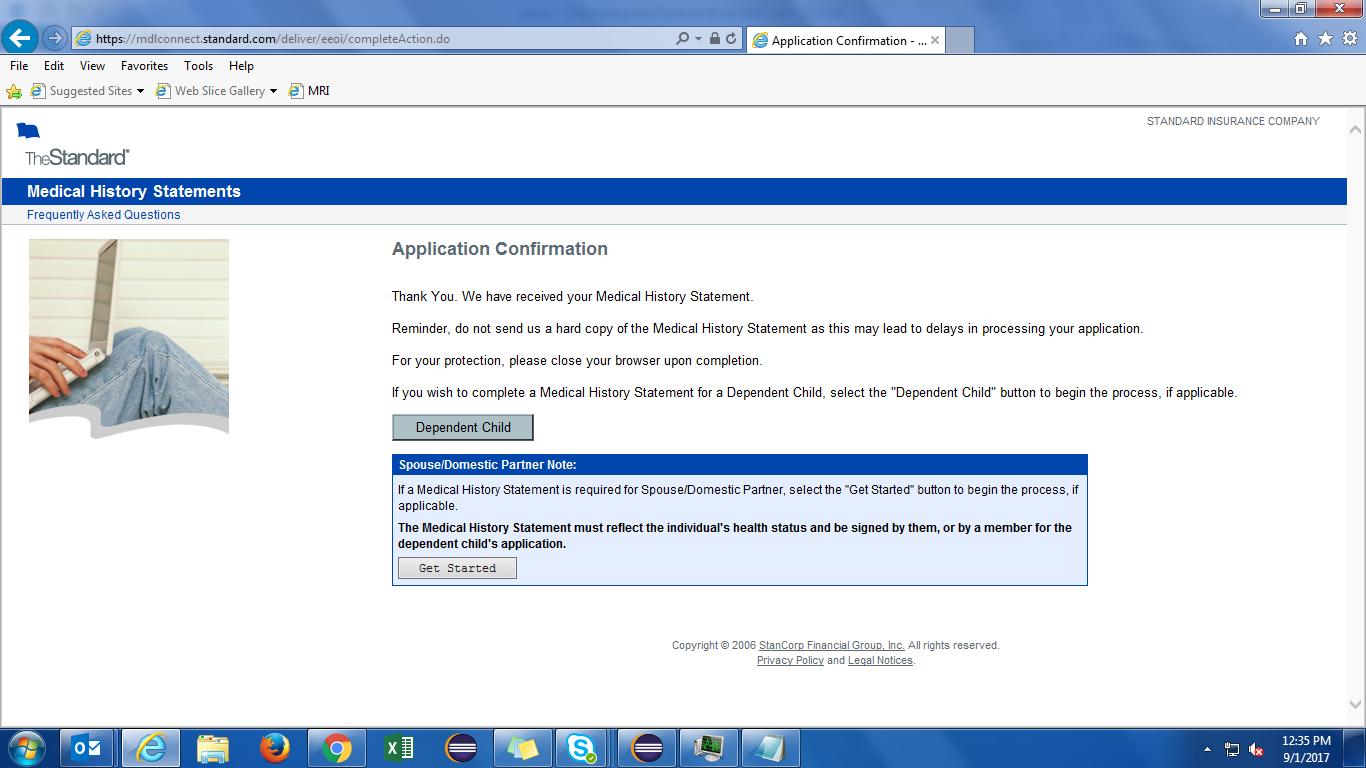 https://mdlconnect.standard.com/deliver/eeoi/completeAction.do
Application Confirmation - ...
File Edit View Favorites Tools Help
Suggested Sites Web Slice Gallery MRI
STANDARD INSURANCE COMPANY
TheStandard®
Medical History Statements
Frequently Asked Questions
Application Confirmation
Thank You. We have received your Medical History Statement.
Reminder, do not send us a hard copy of the Medical History Statement as this may lead to delays in processing your application.
For your protection, please close your browser upon completion.
If you wish to complete a Medical History Statement for a Dependent Child, select the "Dependent Child" button to begin the process, if applicable.
Dependent Child
Spouse/Domestic Partner Note:
If a Medical History Statement is required for Spouse/Domestic Partner, select the "Get Started" button to begin the process, if
applicable.
The Medical History Statement must reflect the individual's health status and be signed by them, or by a member for the
dependent child's application.
Get Started
Copyright © 2006 StanCorp Financial Group, Inc. All rights reserved.
Privacy Policy and Legal Notices.
12:35 PM
9/1/2017